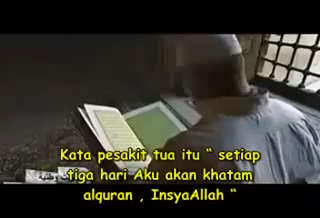 Kata pesakit tua itu “ setiap
tiga hari Aku akan khatam
alquran , InsyaAllah “